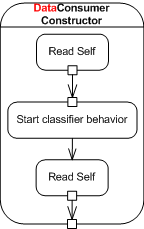 DataConsumer
Constructor
Read Self
Start classifier behavior
Read Self